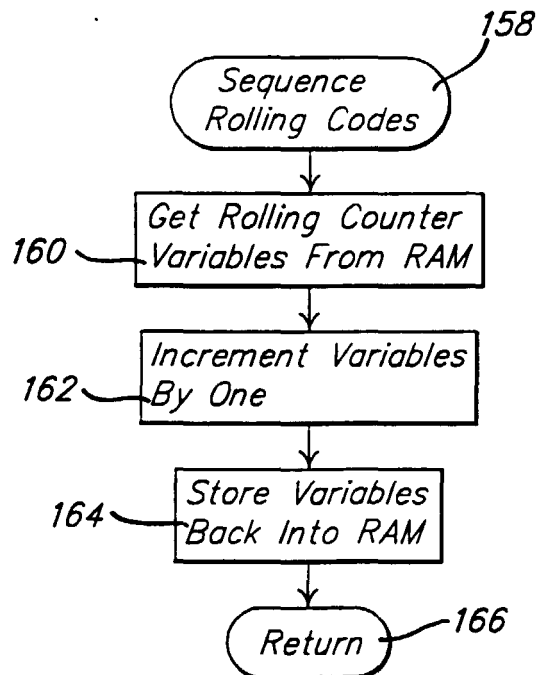 158
Sequence
Rolling Codes
Get Rolling Counter
160
Variables From RAM
Increment Variables
162
By One
Store Variables
164
Back Into RAM
Return
166